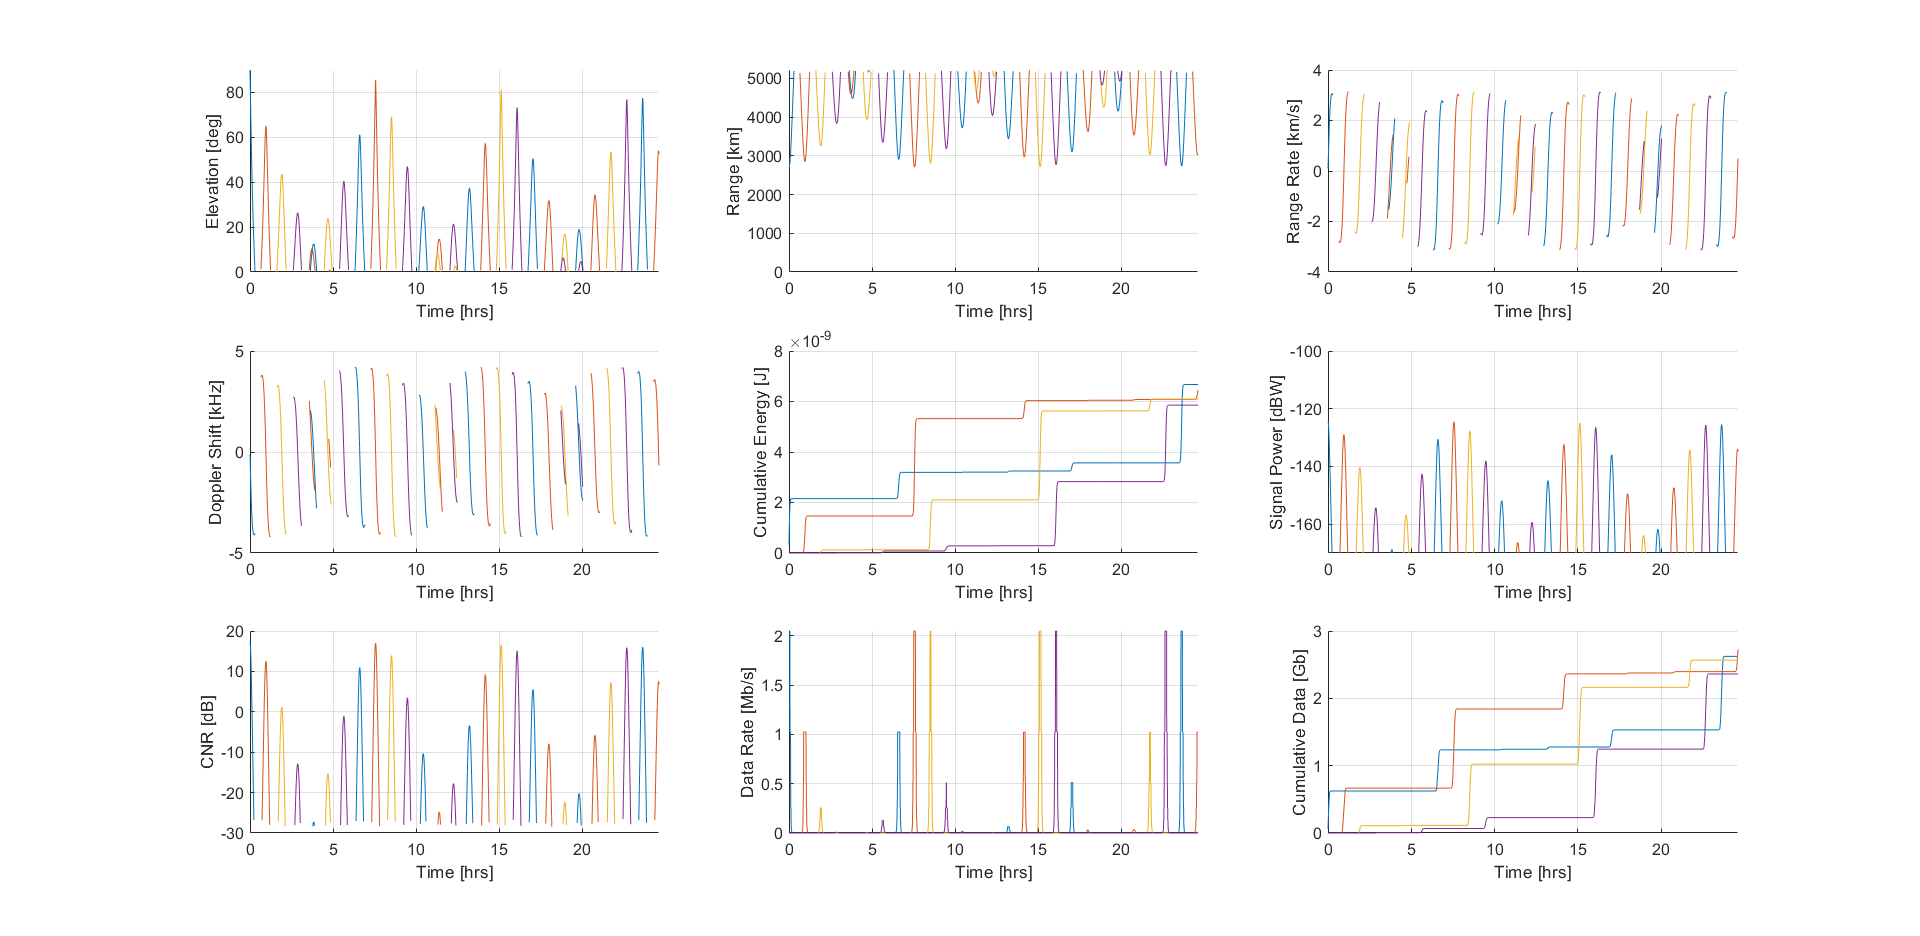 Elevation [deg]
80
60
40
20
0
0 5 10 15 20
Time [hrs]
Range [km]
5000
4000
3000
2000
1000
0
0 5 10 15 20
Time [hrs]
Range Rate [km/s]
4
2
0
-2
-4
0 5 10 15 20
Time [hrs]
Doppler Shift [kHz]
5
0
-5
0 5 10 15 20
Time [hrs]
×10⁻⁹
Cumulative Energy [J]
8
6
4
2
0
0 5 10 15 20
Time [hrs]
Signal Power [dBW]
-100
-120
-140
-160
0 5 10 15 20
Time [hrs]
CNR [dB]
20
10
0
-10
-20
-30
0 5 10 15 20
Time [hrs]
Data Rate [Mb/s]
2
1.5
1
0.5
0
0 5 10 15 20
Time [hrs]
Cumulative Data [Gb]
3
2
1
0
0 5 10 15 20
Time [hrs]